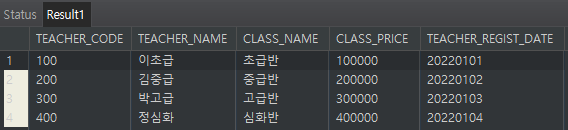 Status Result1
TEACHER_CODE TEACHER_NAME CLASS_NAME CLASS_PRICE TEACHER_REGIST_DATE
1 100 이초급 초급반 100000 20220101
2 200 김중급 중급반 200000 20220102
3 300 박고급 고급반 300000 20220103
4 400 정심화 심화반 400000 20220104